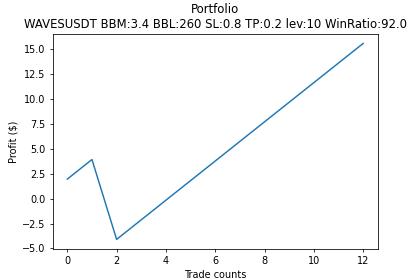 Portfolio
WAVESUSDT BBM:3.4 BBL:260 SL:0.8 TP:0.2 lev:10 WinRatio:92.0
15.0
12.5
10.0
7.5
5.0
2.5
0.0
−2.5
−5.0
Profit ($)
0 2 4 6 8 10 12
Trade counts